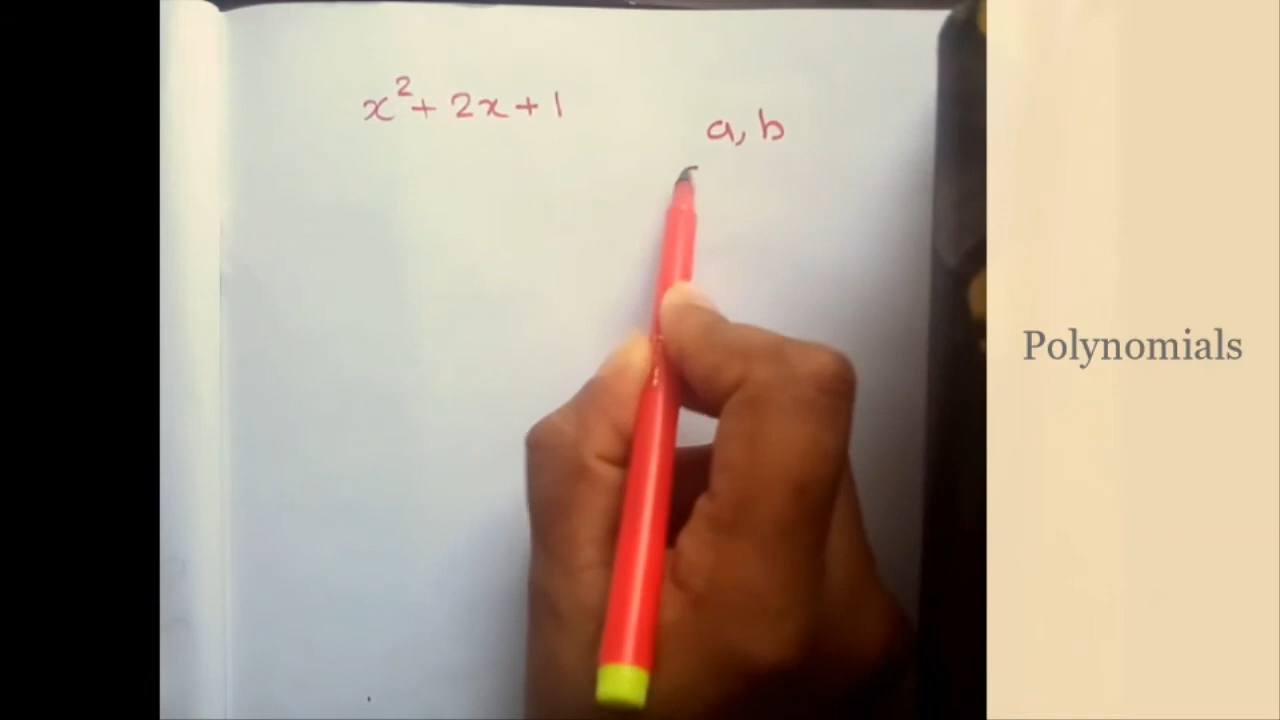 x²+ 2x+1
a, b
Polynomials